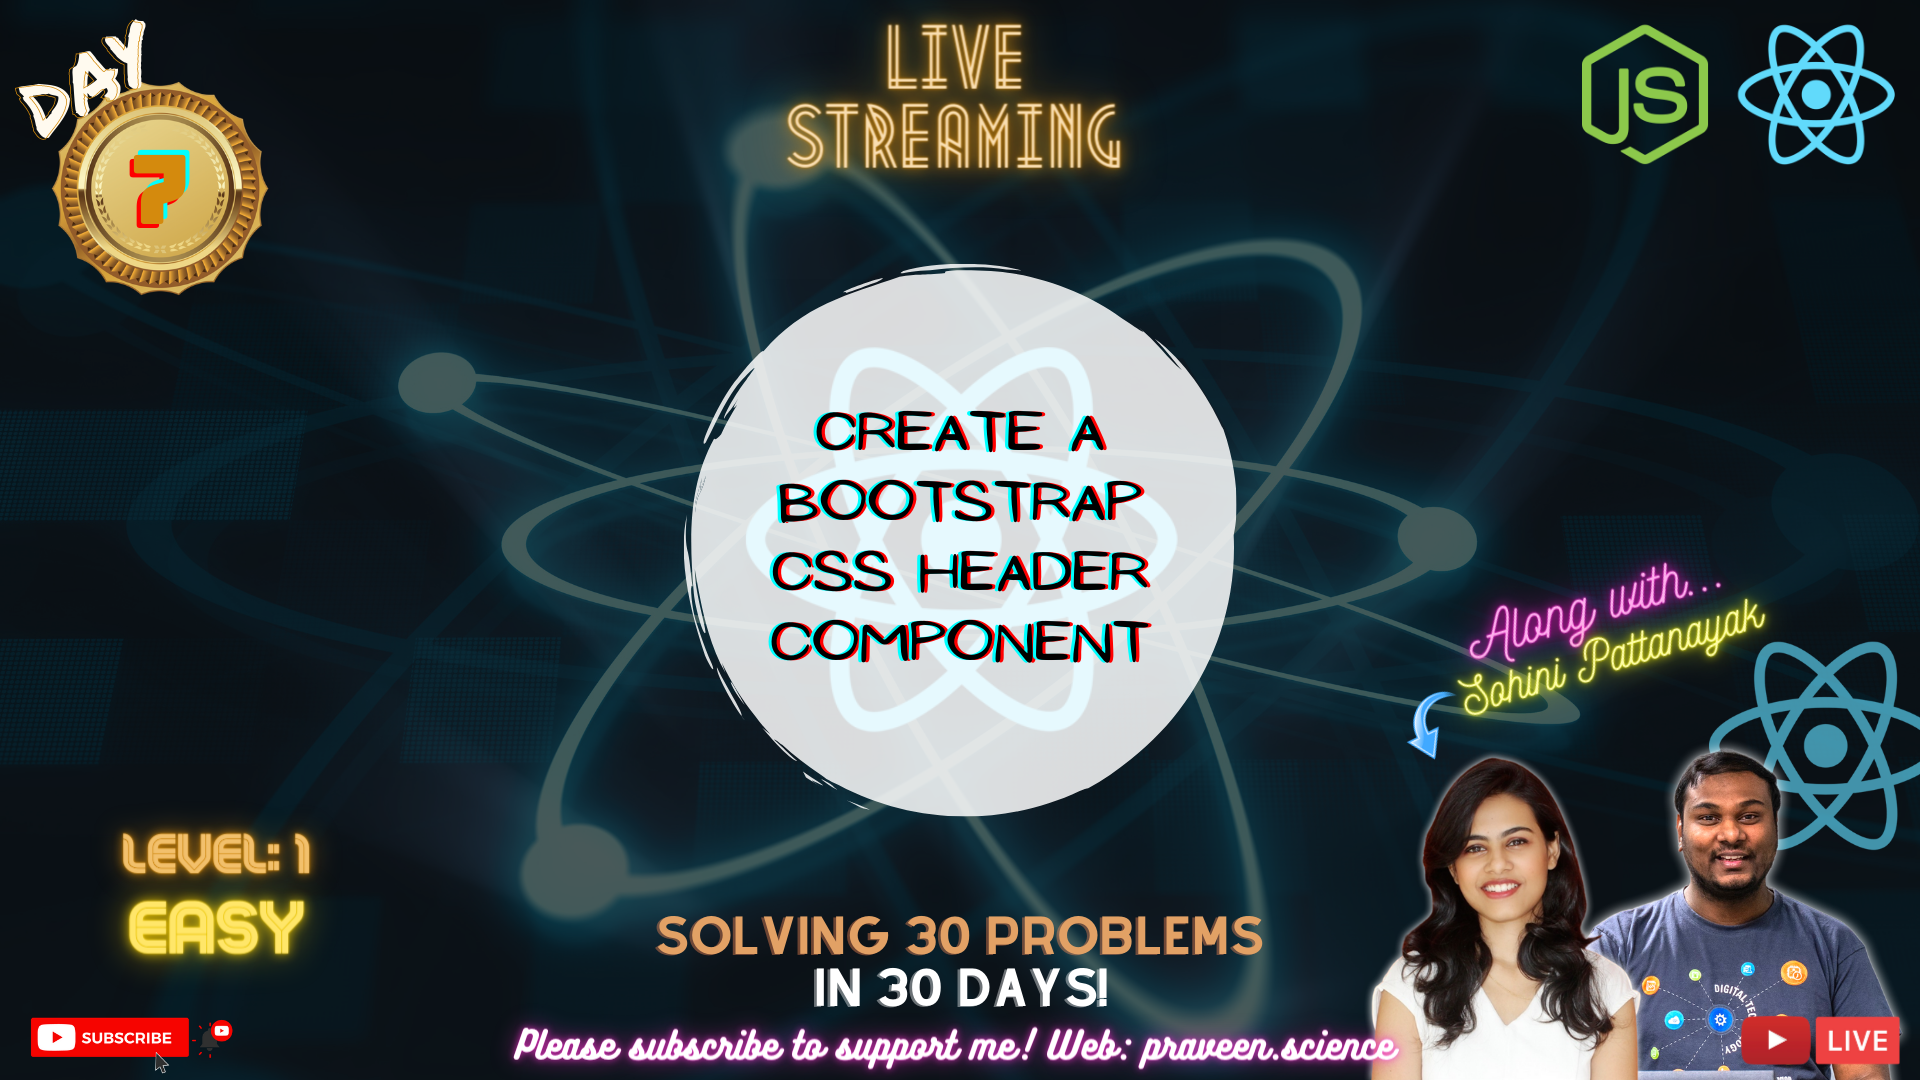 DAY
7
LIVE
STREAMING
JS
CREATE A
BOOTSTRAP
CSS HEADER
COMPONENT
Along with...
Sohini Pattanayak
LEVEL: 1
EASY
SOLVING 30 PROBLEMS
IN 30 DAYS!
SUBSCRIBE
Please subscribe to support me! Web: praveen.science
LIVE